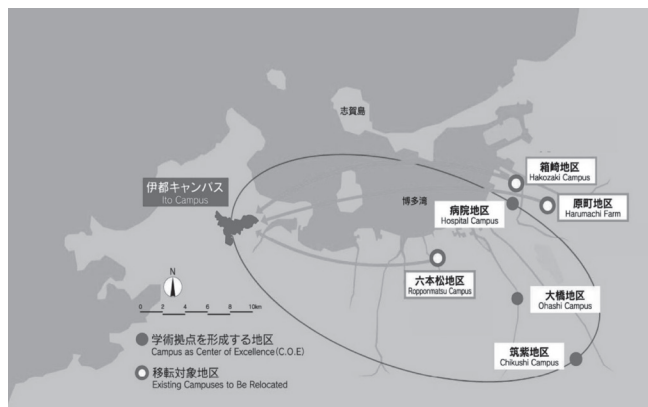 志賀島
箱崎地区
Hakozaki Campus
伊都キャンパス
Ito Campus
博多湾
病院地区
Hospital Campus
原町地区
Harumachi Farm
六本松地区
Ropponmatsu Campus
N
0 2 4 6 8 10km
大橋地区
Ohashi Campus
学術拠点を形成する地区
Campus as Center of Excellence (C.O.E)
筑紫地区
Chikushi Campus
移転対象地区
Existing Campuses to Be Relocated